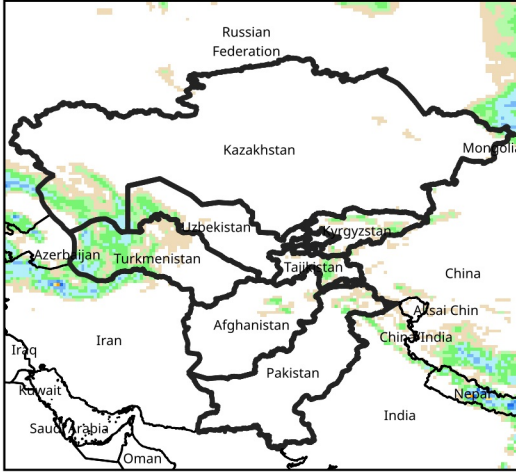 Russian
Federation
Kazakhstan
Mongolia
Uzbekistan
Kyrgyzstan
Azerbaijan
Turkmenistan
Tajikistan
China
Aksai Chin
Afghanistan
China/India
Iran
Iraq
Pakistan
Kuwait
Nepal
India
Saudi Arabia
Oman